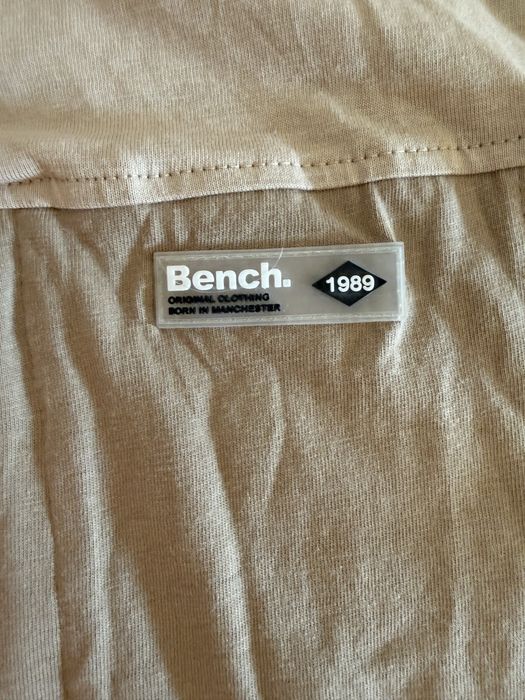 Bench.
ORIGINAL CLOTHING
BORN IN MANCHESTER
1989